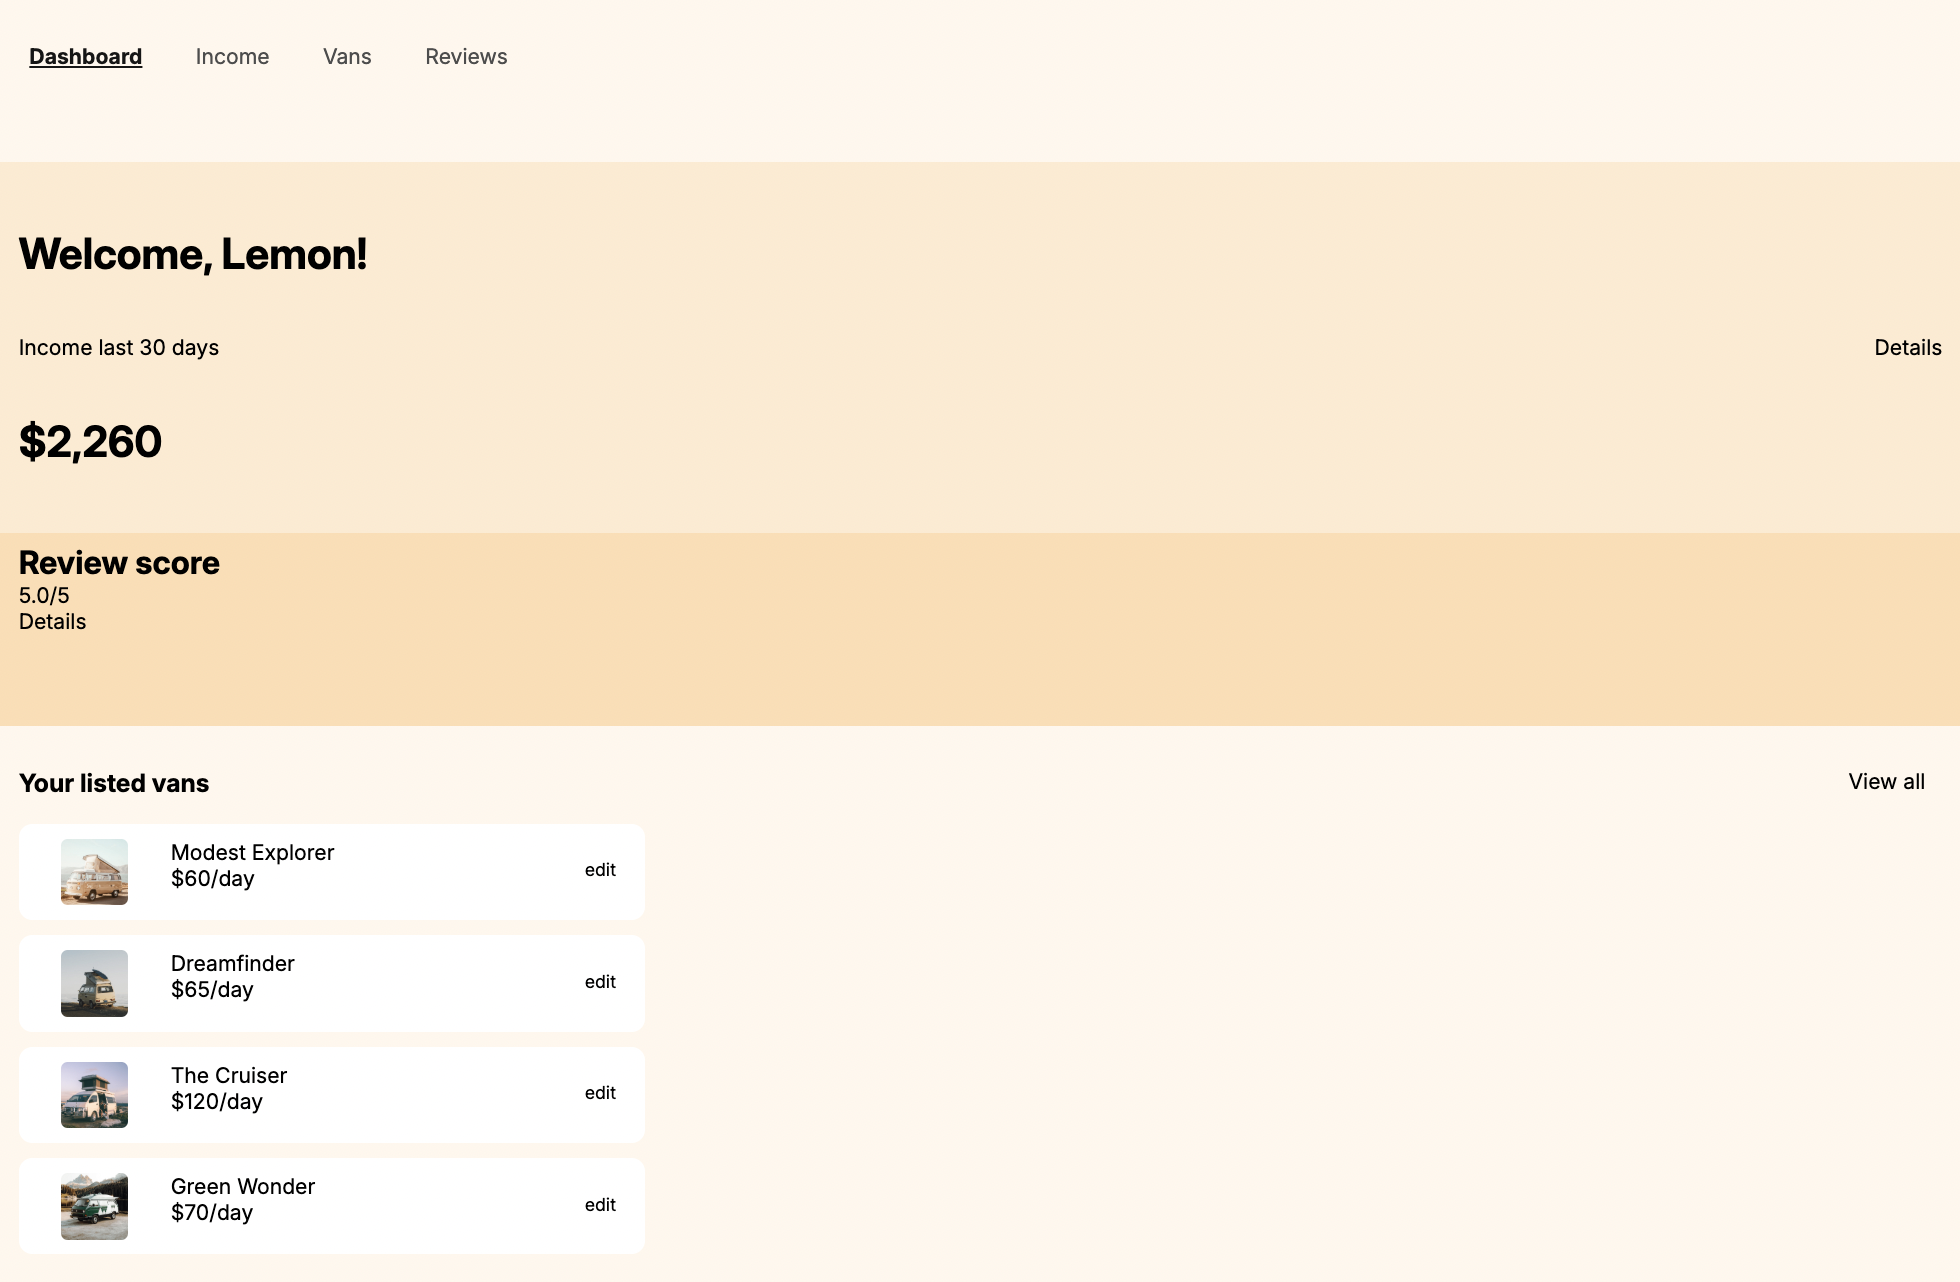 Dashboard Income Vans Reviews
Welcome, Lemon!
Income last 30 days Details
$2,260
Review score
5.0/5
Details
Your listed vans View all
Modest Explorer
$60/day
edit
Dreamfinder
$65/day
edit
The Cruiser
$120/day
edit
Green Wonder
$70/day
edit